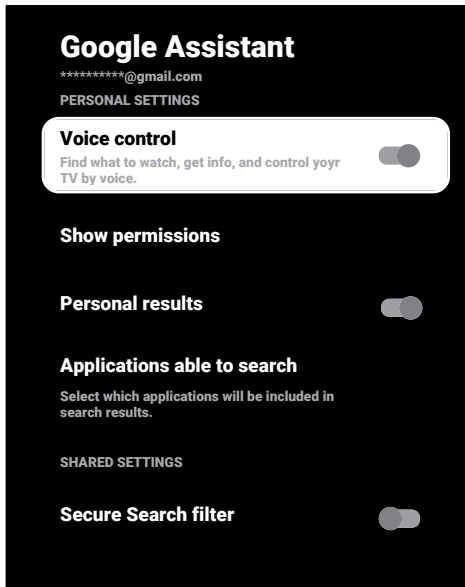 Google Assistant
**********@gmail.com
PERSONAL SETTINGS
Voice control
Find what to watch, get info, and control yoyr
TV by voice.
Show permissions
Personal results
Applications able to search
Select which applications will be included in
search results.
SHARED SETTINGS
Secure Search filter